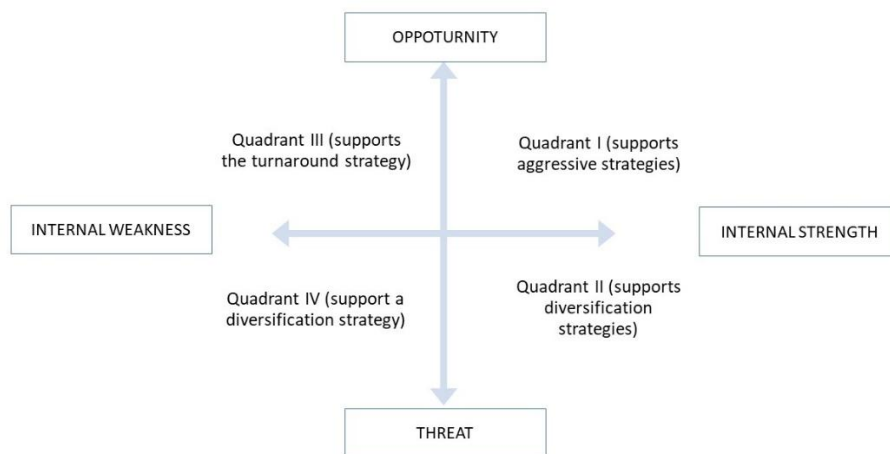 OPPOTURNITY
Quadrant III (supports
the turnaround strategy)
Quadrant I (supports
aggressive strategies)
INTERNAL WEAKNESS
INTERNAL STRENGTH
Quadrant IV (support a
diversification strategy)
Quadrant II (supports
diversification
strategies)
THREAT